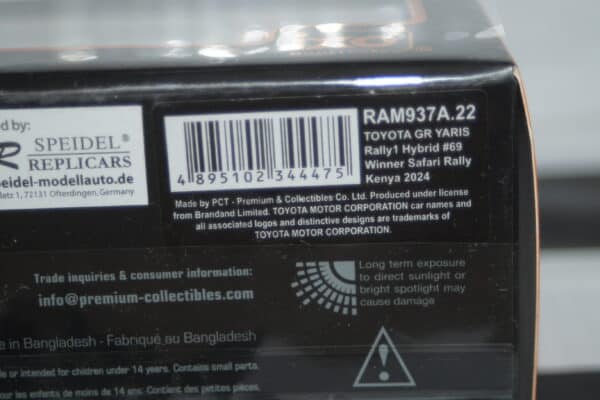 ed by:
SPEIDEL®
REPLICARS
eidel-modellauto.de
latz 1, 72131 Ofterdingen, Germany
4 895102 344475
RAM937A.22
TOYOTA GR YARIS
Rally1 Hybrid #69
Winner Safari Rally
Kenya 2024
Made by PCT - Premium & Collectibles Co. Ltd. Produced under license
from Brandand Limited. TOYOTA MOTOR CORPORATION car names and
all associated logos and distinctive designs are trademarks of
TOYOTA MOTOR CORPORATION.
Trade inquiries & consumer information:
info@premium-collectibles.com
Long term exposure
to direct sunlight or
bright spotlight may
cause damage
e in Bangladesh - Fabriqué au Bangladesh
le or intended for children under 14 years. Contains small parts.
our les enfants de moins de 14 ans. Contient des petites pièces.